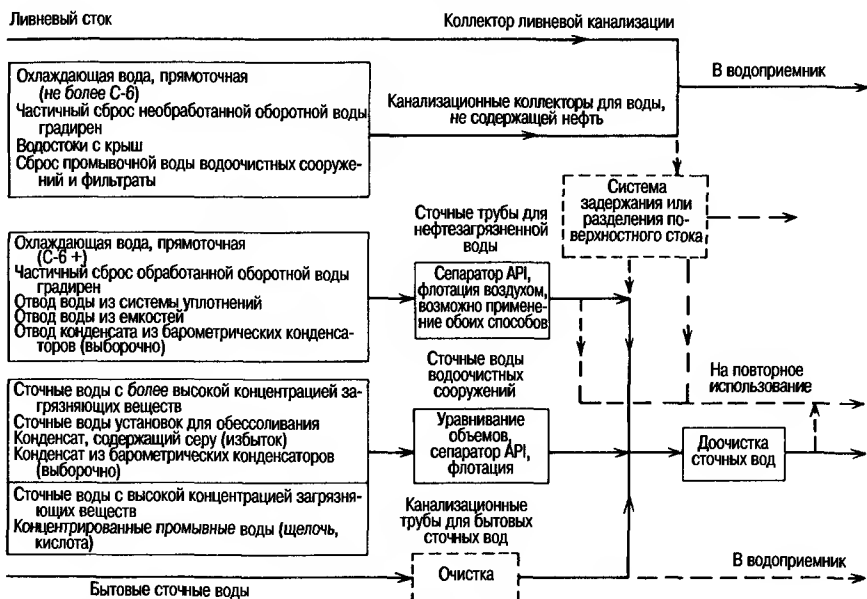 Ливневый сток
Коллектор ливневой канализации
В водоприемник
Охлаждающая вода, прямоточная
(не более С-6)
Частичный сброс необработанной оборотной воды
градирен
Водостоки с крыш
Сброс промывочной воды водоочистных сооруже-
ний и фильтраты
Канализационные коллекторы для воды,
не содержащей нефть
Система
задержания или
разделения по-
верхностного стока
Сточные трубы для
нефтезагрязненной
воды
Охлаждающая вода, прямоточная
(С-6 +)
Частичный сброс обработанной оборотной воды
градирен
Отвод воды из системы уплотнений
Отвод воды из емкостей
Отвод конденсата из барометрических конденса-
торов (выборочно)
Сепаратор API,
флотация воздухом,
возможно примене-
ние обоих способов
Сточные воды
водоочистных
сооружений
На повторное
использование
Сточные воды с более высокой концентрацией за-
грязняющих веществ
Сточные воды установок для обессоливания
Конденсат, содержащий серу (избыток)
Конденсат из барометрических конденсаторов
(выборочно)
Уравнивание
объемов,
сепаратор API,
флотация
Доочистка
сточных вод
Сточные воды с высокой концентрацией загрязня-
ющих веществ
Концентрированные промывные воды (щелочь,
кислота)
Канализационные
трубы для бытовых
сточных вод
Бытовые сточные воды
Очистка
В водоприемник